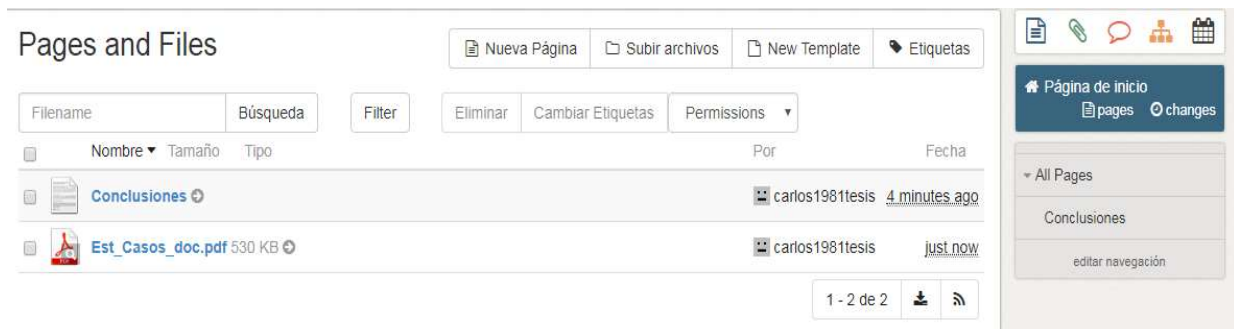 Pages and Files
Nueva Página
Subir archivos
New Template
Etiquetas
Filename
Búsqueda
Filter
Eliminar
Cambiar Etiquetas
Permissions
Nombre Tamaño Tipo Por Fecha
Conclusiones carlos1981tesis 4 minutes ago
Est_Casos_doc.pdf 530 KB carlos1981tesis just now
1 - 2 de 2
Página de inicio
pages changes
All Pages
Conclusiones
editar navegación